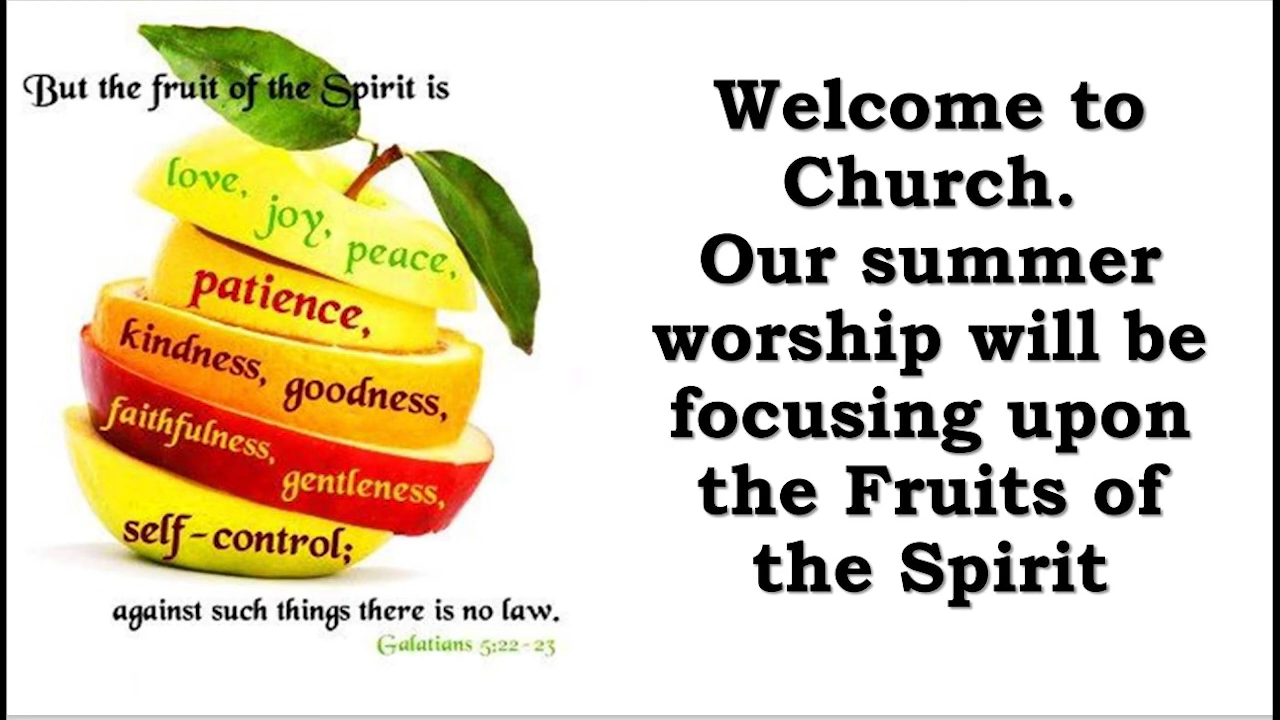 But the fruit of the Spirit is
love, joy, peace,
patience,
kindness, goodness,
faithfulness, gentleness,
self-control;
against such things there is no law.
Galatians 5:22-23
Welcome to
Church.
Our summer
worship will be
focusing upon
the Fruits of
the Spirit